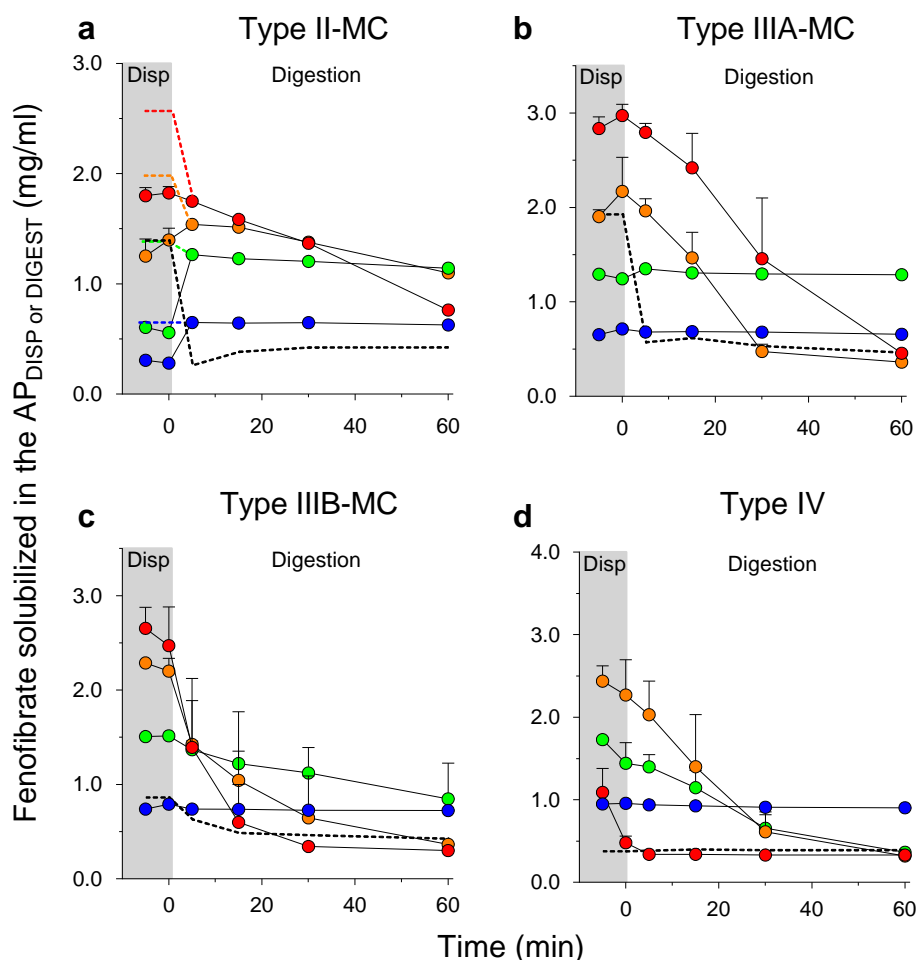 a Type II-MC
Disp Digestion
3.0
2.0
1.0
0.0
0 20 40 60
b Type IIIA-MC
Disp Digestion
3.0
2.0
1.0
0.0
0 20 40 60
c Type IIIB-MC
Disp Digestion
3.0
2.0
1.0
0.0
0 20 40 60
d Type IV
Disp Digestion
4.0
3.0
2.0
1.0
0.0
0 20 40 60
Fenofibrate solubilized in the AP DISP or DIGEST (mg/ml)
Time (min)